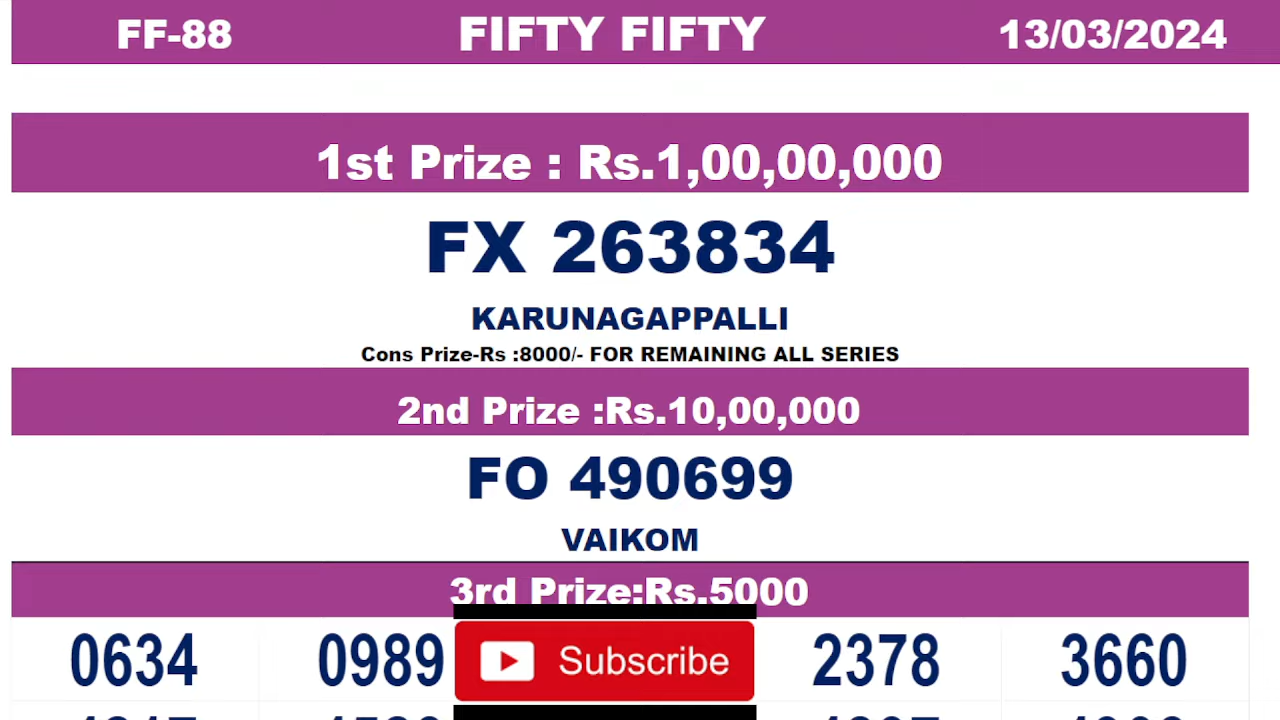 FF-88 FIFTY FIFTY 13/03/2024
1st Prize : Rs.1,00,00,000
FX 263834
KARUNAGAPPALLI
Cons Prize-Rs :8000/- FOR REMAINING ALL SERIES
2nd Prize :Rs.10,00,000
FO 490699
VAIKOM
3rd Prize:Rs.5000
0634 0989 Subscribe 2378 3660